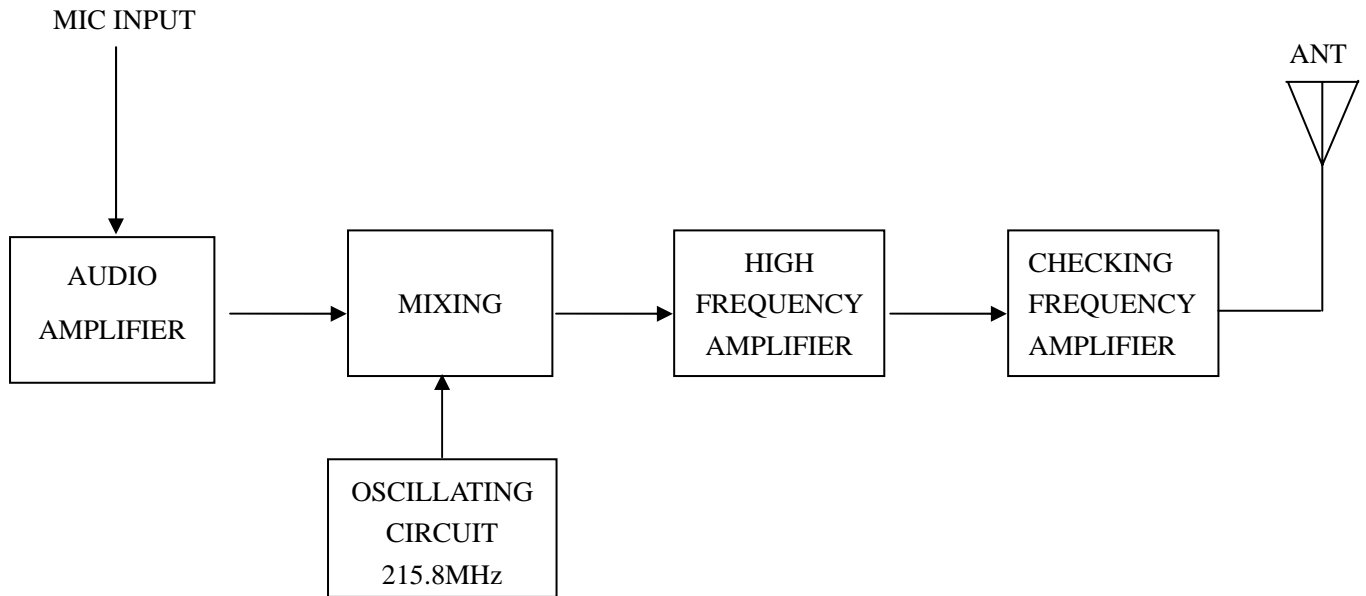 MIC INPUT
ANT
AUDIO
AMPLIFIER
MIXING
HIGH
FREQUENCY
AMPLIFIER
CHECKING
FREQUENCY
AMPLIFIER
OSCILLATING
CIRCUIT
215.8MHz